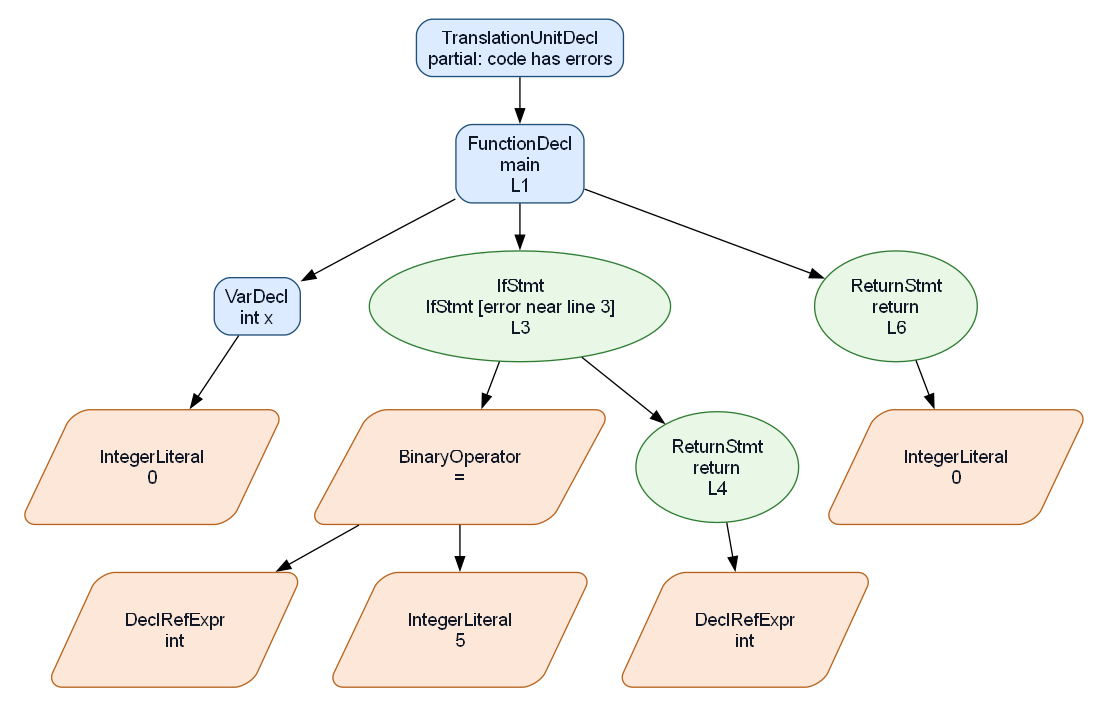 TranslationUnitDecl
partial: code has errors
FunctionDecl
main
L1
VarDecl
int x
IfStmt
IfStmt [error near line 3]
L3
ReturnStmt
return
L6
IntegerLiteral
0
BinaryOperator
=
ReturnStmt
return
L4
IntegerLiteral
0
DeclRefExpr
int
IntegerLiteral
5
DeclRefExpr
int